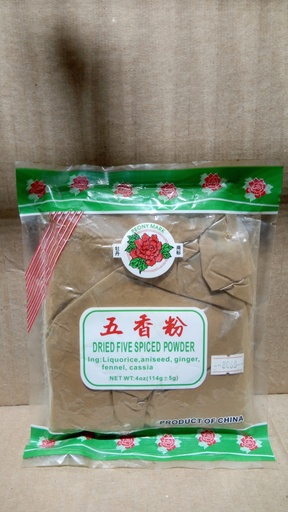 PEONY MARK
牡丹 商标
五香粉
DRIED FIVE SPICED POWDER
Ing:Liquorice,aniseed, ginger,
fennel, cassia
NET WT:4oz(114g±5g)
PRODUCT OF CHINA